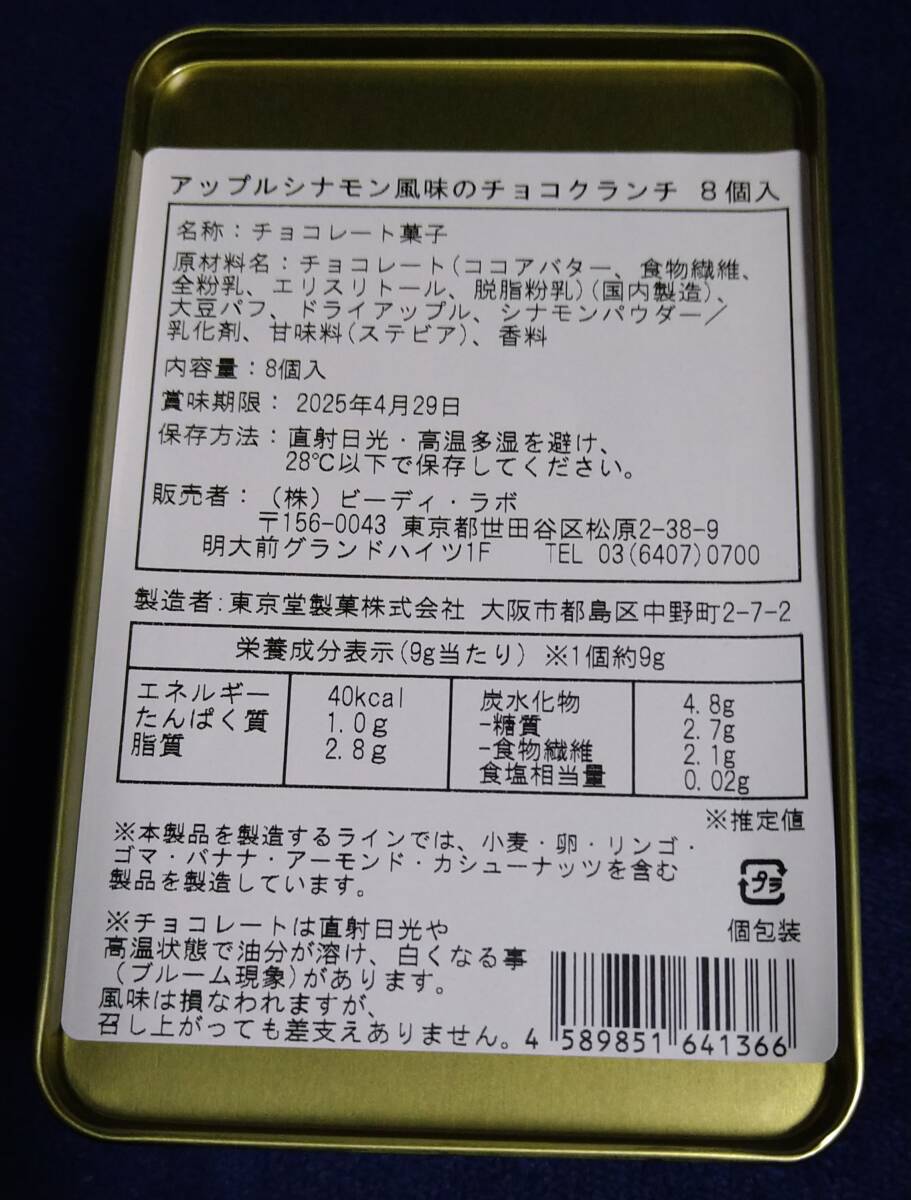 アップルシナモン風味のチョコクランチ 8個入
名称：チョコレート菓子
原材料名：チョコレート(ココアバター、食物繊維、
全粉乳、エリスリトール、脱脂粉乳)(国内製造)、
大豆パフ、ドライアップル、シナモンパウダー／
乳化剤、甘味料(ステビア)、香料
内容量：8個入
賞味期限： 2025年4月29日
保存方法：直射日光・高温多湿を避け、
28℃以下で保存してください。
販売者：（株）ビーディ・ラボ
〒156-0043 東京都世田谷区松原2-38-9
明大前グランドハイツ1F TEL 03(6407)0700
製造者:東京堂製菓株式会社 大阪市都島区中野町2-7-2
栄養成分表示(9g当たり) ※1個約9g
エネルギー 40kcal 炭水化物 4.8g
たんぱく質 1.0g -糖質 2.7g
脂質 2.8g -食物繊維 2.1g
食塩相当量 0.02g
※推定値
※本製品を製造するラインでは、小麦・卵・リンゴ・
ゴマ・バナナ・アーモンド・カシューナッツを含む
製品を製造しています。
プラ
個包装
※チョコレートは直射日光や
高温状態で油分が溶け、白くなる事
（ブルーム現象)があります。
風味は損なわれますが、
召し上がっても差支えありません。
4 589851 641366